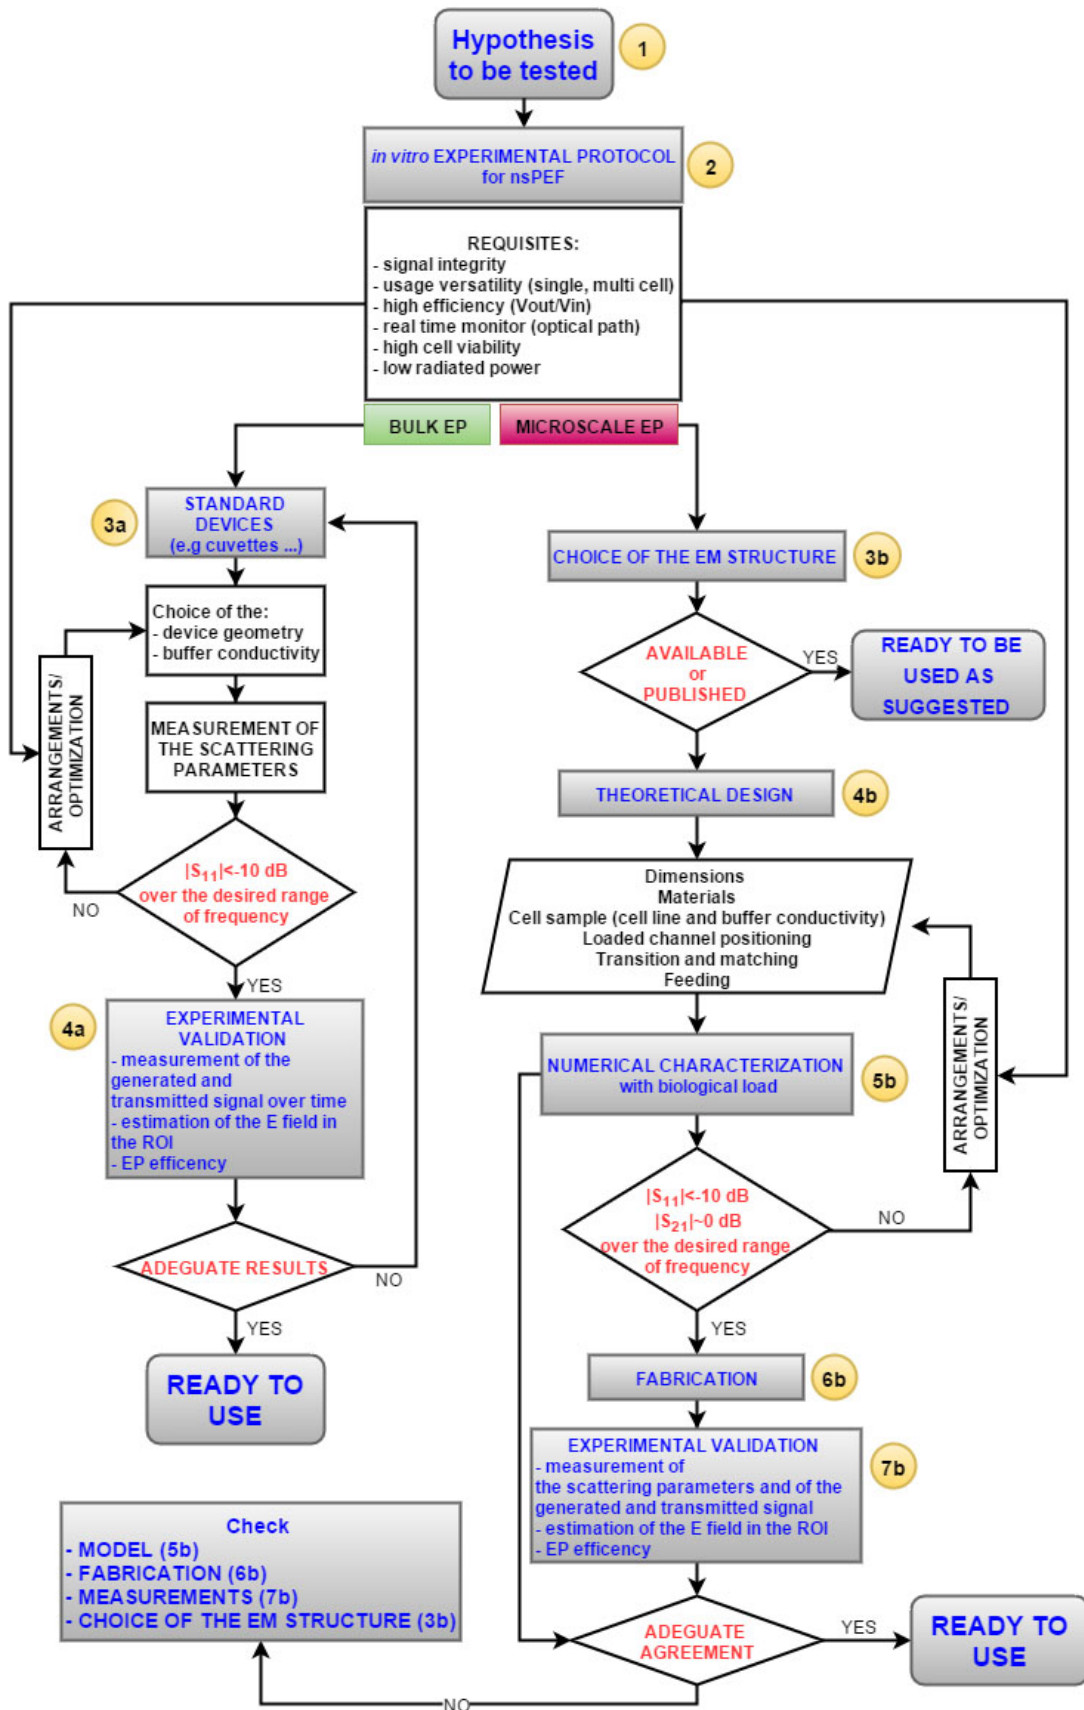 Hypothesis
to be tested
1
in vitro EXPERIMENTAL PROTOCOL
for nsPEF
2
REQUISITES:
- signal integrity
- usage versatility (single, multi cell)
- high efficiency (Vout/Vin)
- real time monitor (optical path)
- high cell viability
- low radiated power
BULK EP
MICROSCALE EP
3a
STANDARD
DEVICES
(e.g cuvettes ...)
Choice of the:
- device geometry
- buffer conductivity
ARRANGEMENTS/
OPTIMIZATION
MEASUREMENT OF
THE SCATTERING
PARAMETERS
|S11|<-10 dB
over the desired range
of frequency
NO
YES
4a
EXPERIMENTAL
VALIDATION
- measurement of the
generated and
transmitted signal over time
- estimation of the E field in
the ROI
- EP efficency
ADEGUATE RESULTS
NO
YES
READY TO
USE
CHOICE OF THE EM STRUCTURE
3b
AVAILABLE
or
PUBLISHED
YES
READY TO BE
USED AS
SUGGESTED
THEORETICAL DESIGN
4b
Dimensions
Materials
Cell sample (cell line and buffer conductivity)
Loaded channel positioning
Transition and matching
Feeding
ARRANGEMENTS/
OPTIMIZATION
NUMERICAL CHARACTERIZATION
with biological load
5b
|S11|<-10 dB
|S21|~0 dB
over the desired range
of frequency
NO
YES
FABRICATION
6b
EXPERIMENTAL VALIDATION
- measurement of
the scattering parameters and of the
generated and transmitted signal
- estimation of the E field in the ROI
- EP efficency
7b
ADEGUATE
AGREEMENT
YES
READY TO
USE
NO
Check
- MODEL (5b)
- FABRICATION (6b)
- MEASUREMENTS (7b)
- CHOICE OF THE EM STRUCTURE (3b)